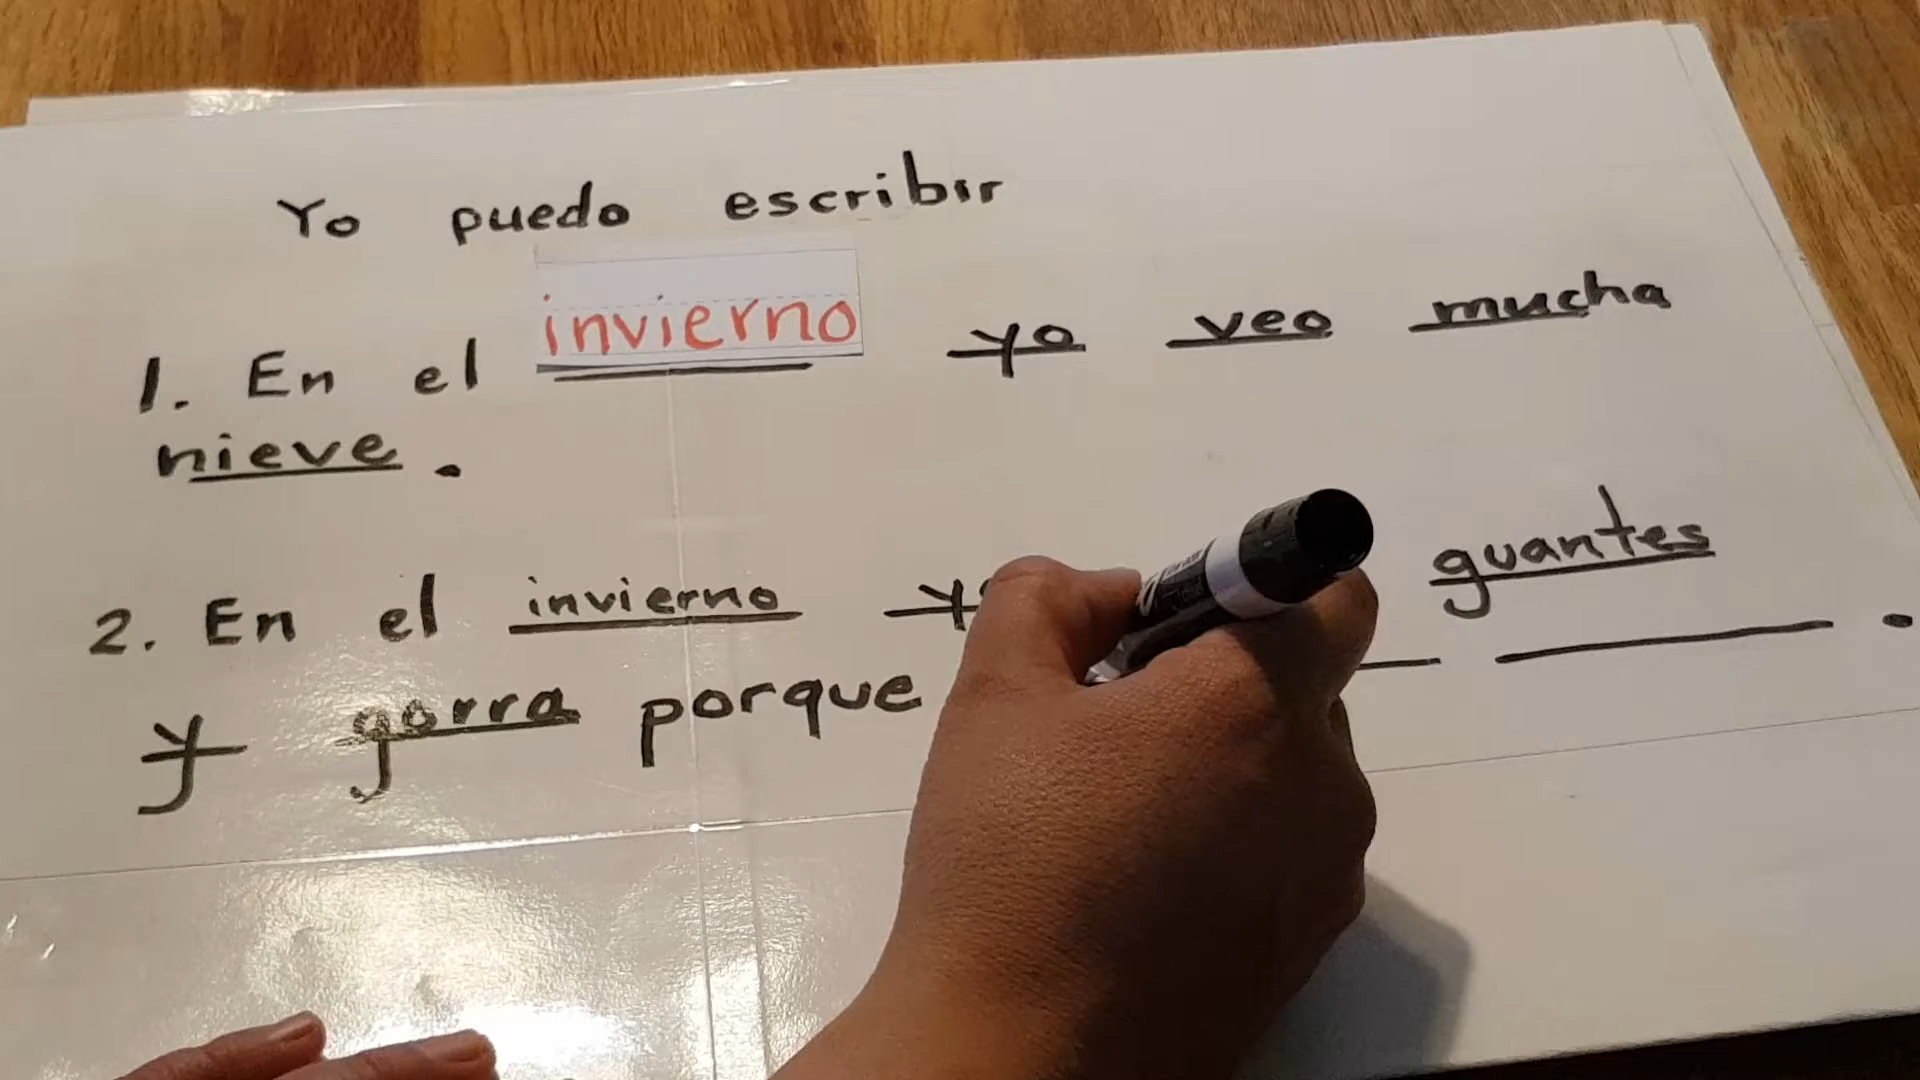 Yo puedo escribir
1. En el invierno yo veo mucha
nieve.
2. En el invierno guantes
y gorra porque .